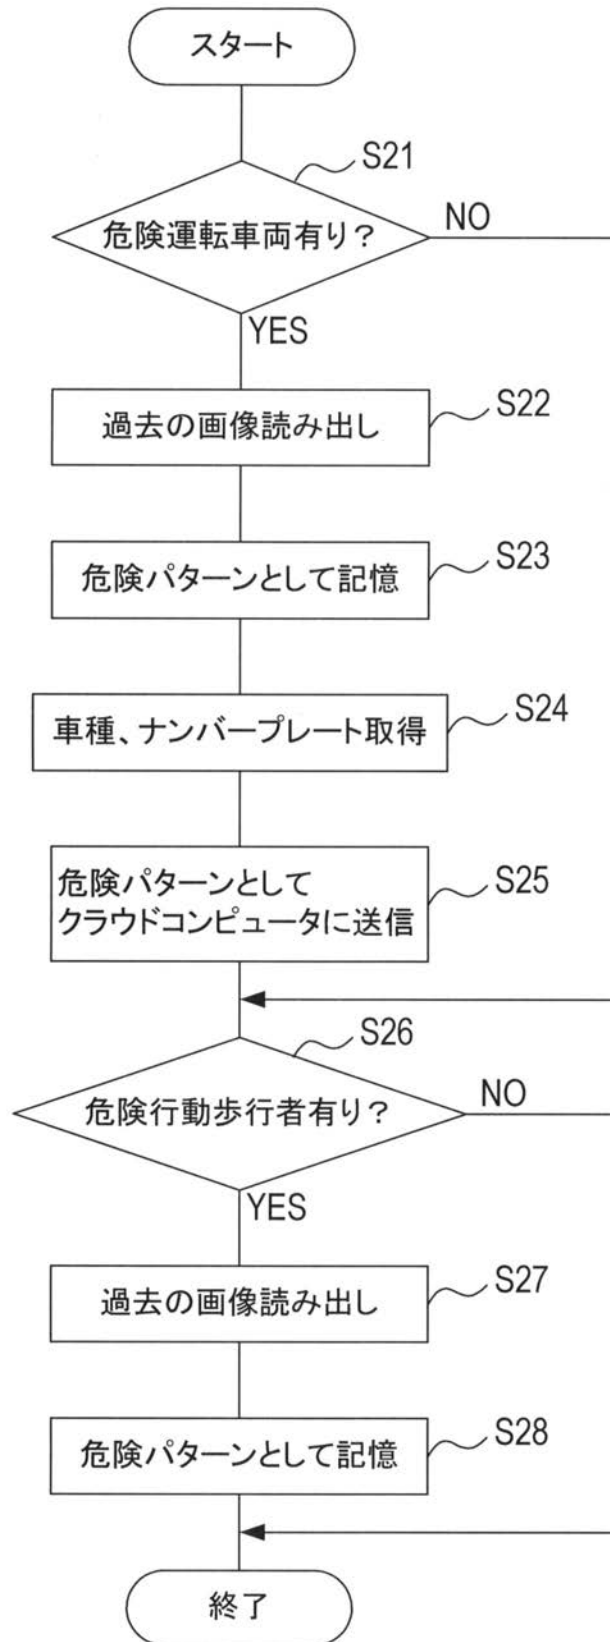 スタート
S21
危険運転車両有り?
NO
YES
S22
過去の画像読み出し
S23
危険パターンとして記憶
S24
車種、ナンバープレート取得
S25
危険パターンとして
クラウドコンピュータに送信
S26
危険行動歩行者有り?
NO
YES
S27
過去の画像読み出し
S28
危険パターンとして記憶
終了